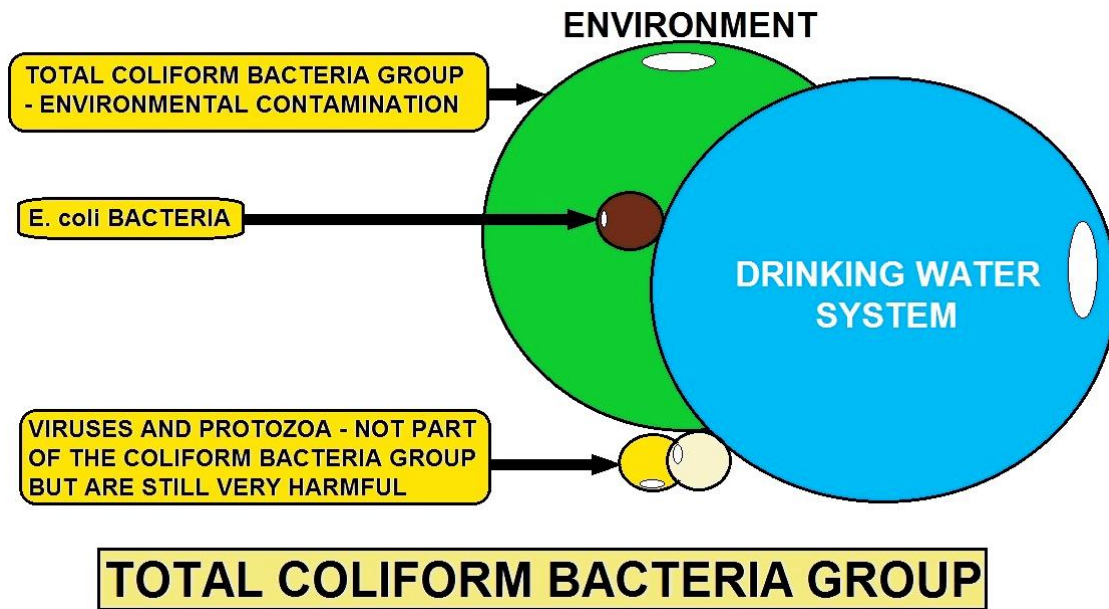 ENVIRONMENT
TOTAL COLIFORM BACTERIA GROUP
- ENVIRONMENTAL CONTAMINATION
E. coli BACTERIA
DRINKING WATER
SYSTEM
VIRUSES AND PROTOZOA - NOT PART
OF THE COLIFORM BACTERIA GROUP
BUT ARE STILL VERY HARMFUL
TOTAL COLIFORM BACTERIA GROUP